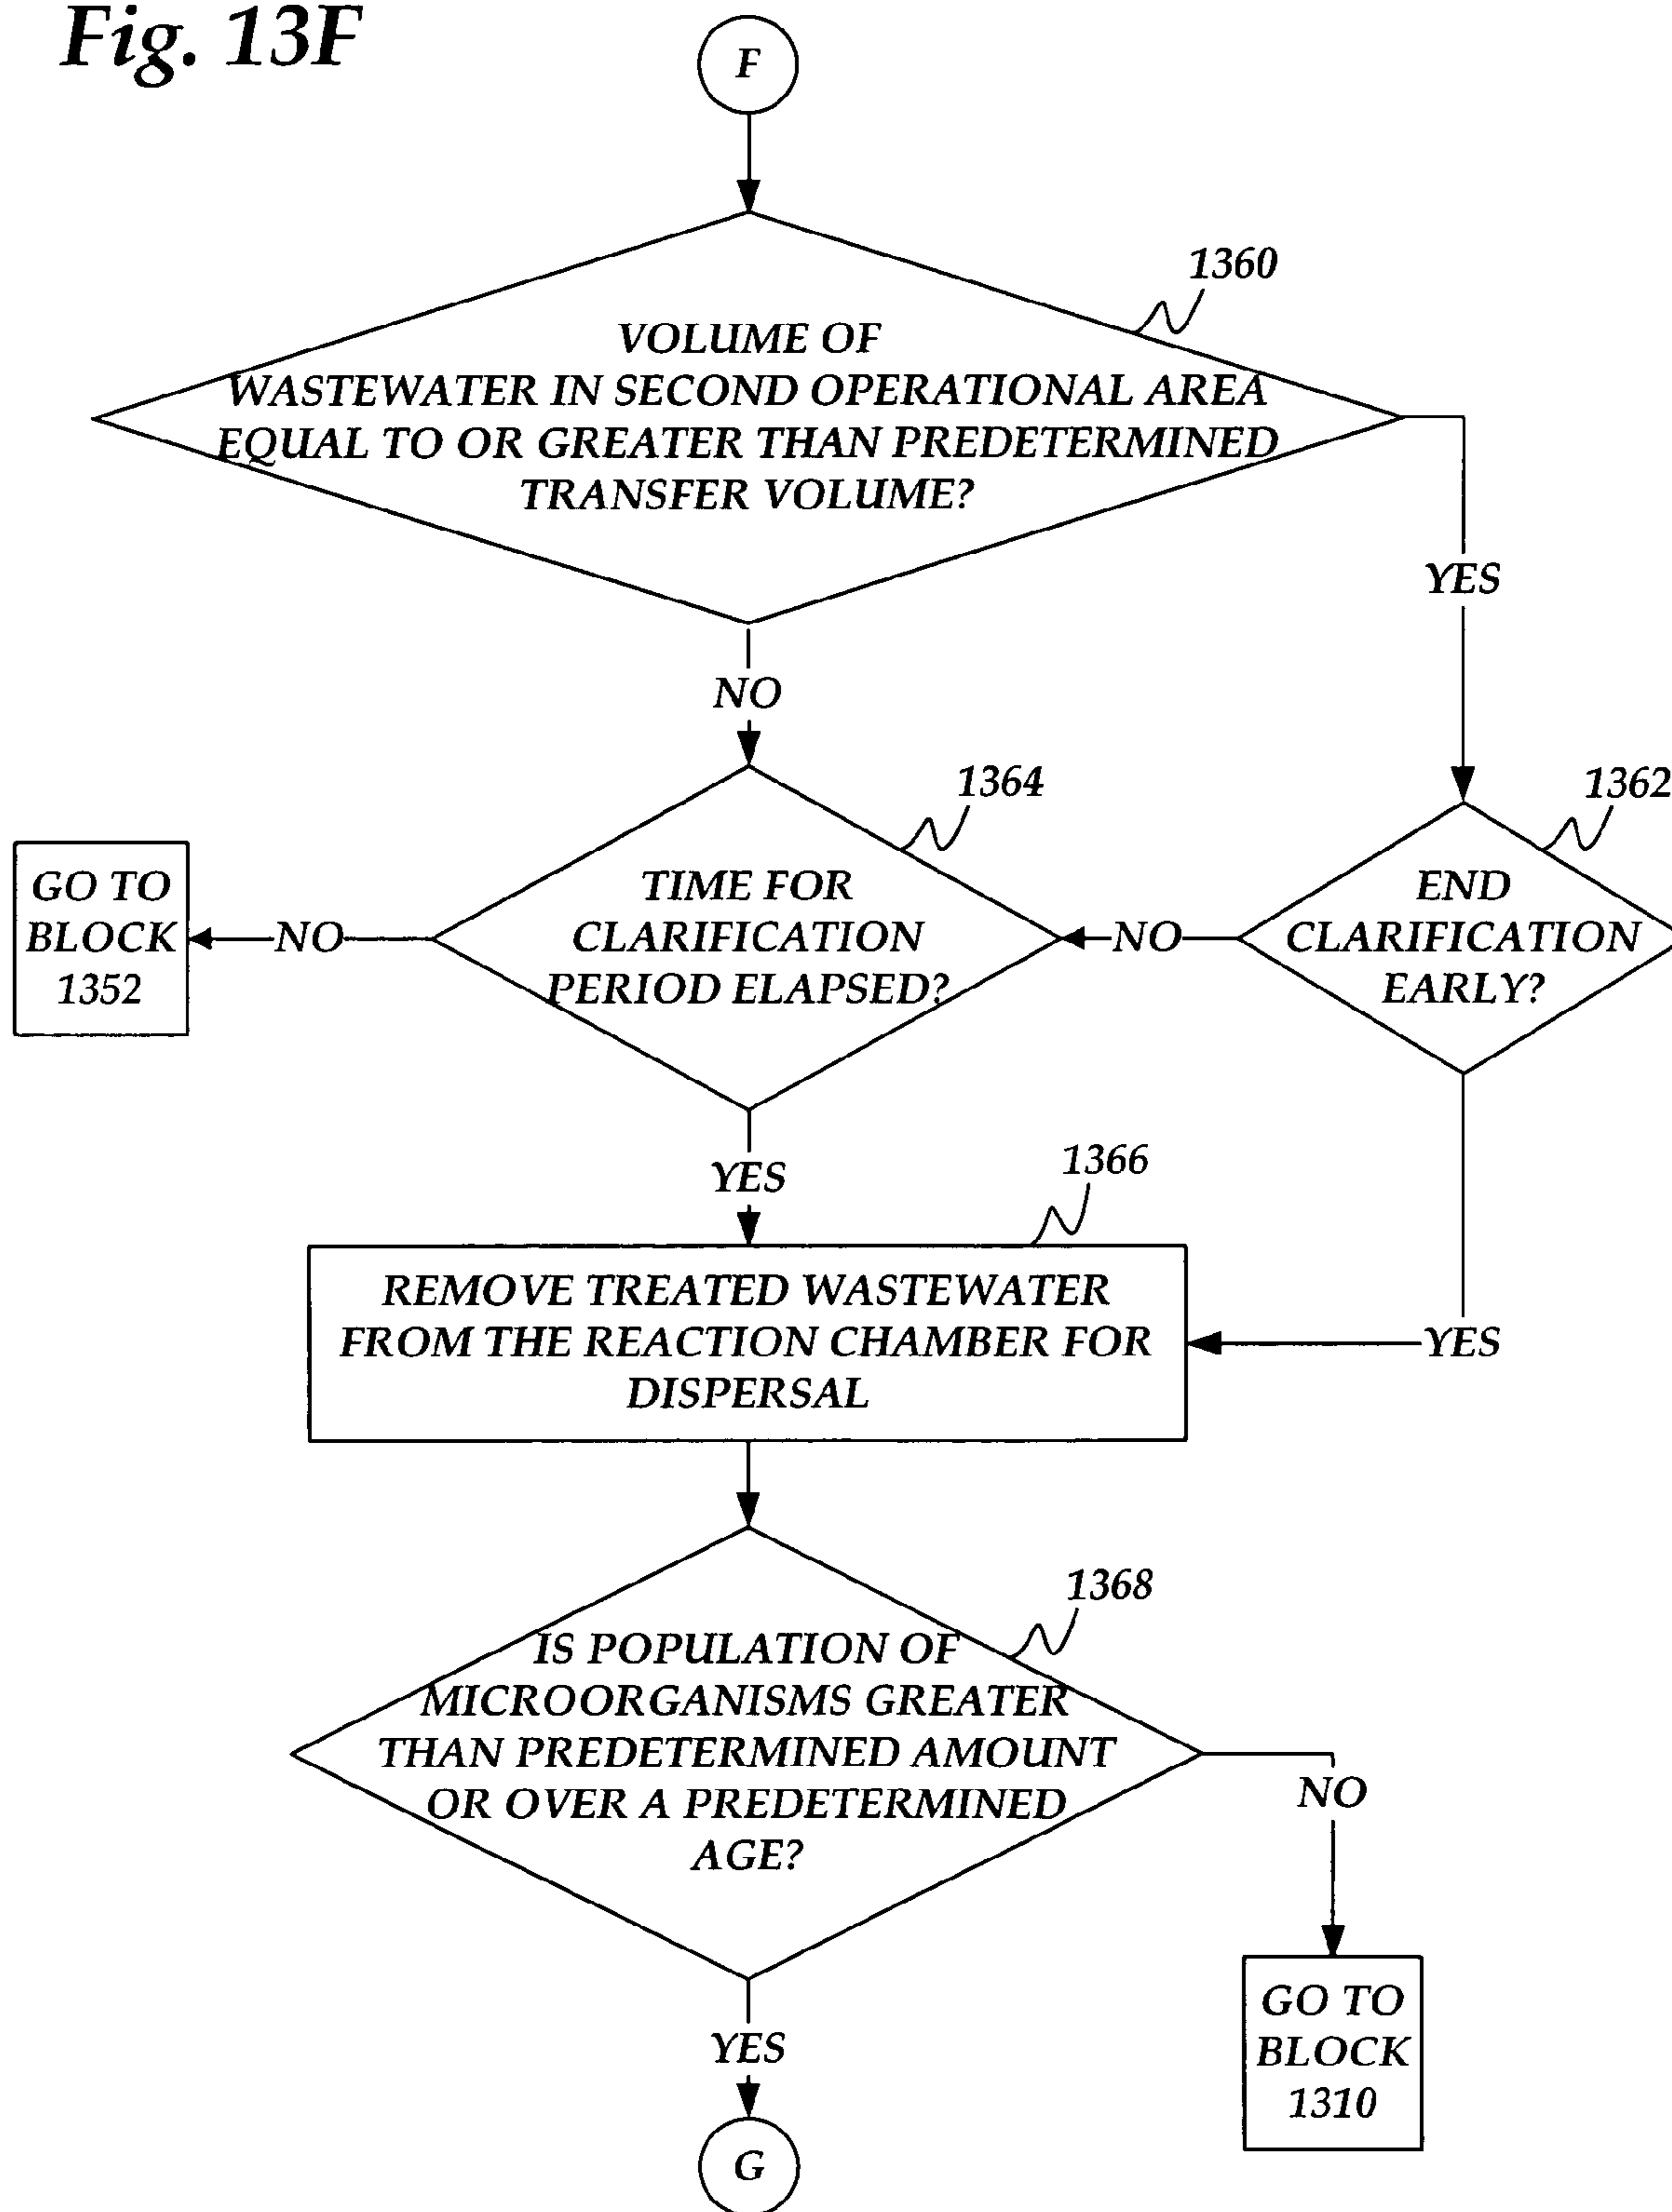 Fig. 13F
F
1360
VOLUME OF
WASTEWATER IN SECOND OPERATIONAL AREA
EQUAL TO OR GREATER THAN PREDETERMINED
TRANSFER VOLUME?
YES
NO
1364
1362
GO TO
BLOCK
1352
NO
TIME FOR
CLARIFICATION
PERIOD ELAPSED?
NO
END
CLARIFICATION
EARLY?
YES
1366
REMOVE TREATED WASTEWATER
FROM THE REACTION CHAMBER FOR
DISPERSAL
YES
1368
IS POPULATION OF
MICROORGANISMS GREATER
THAN PREDETERMINED AMOUNT
OR OVER A PREDETERMINED
AGE?
NO
YES
GO TO
BLOCK
1310
G